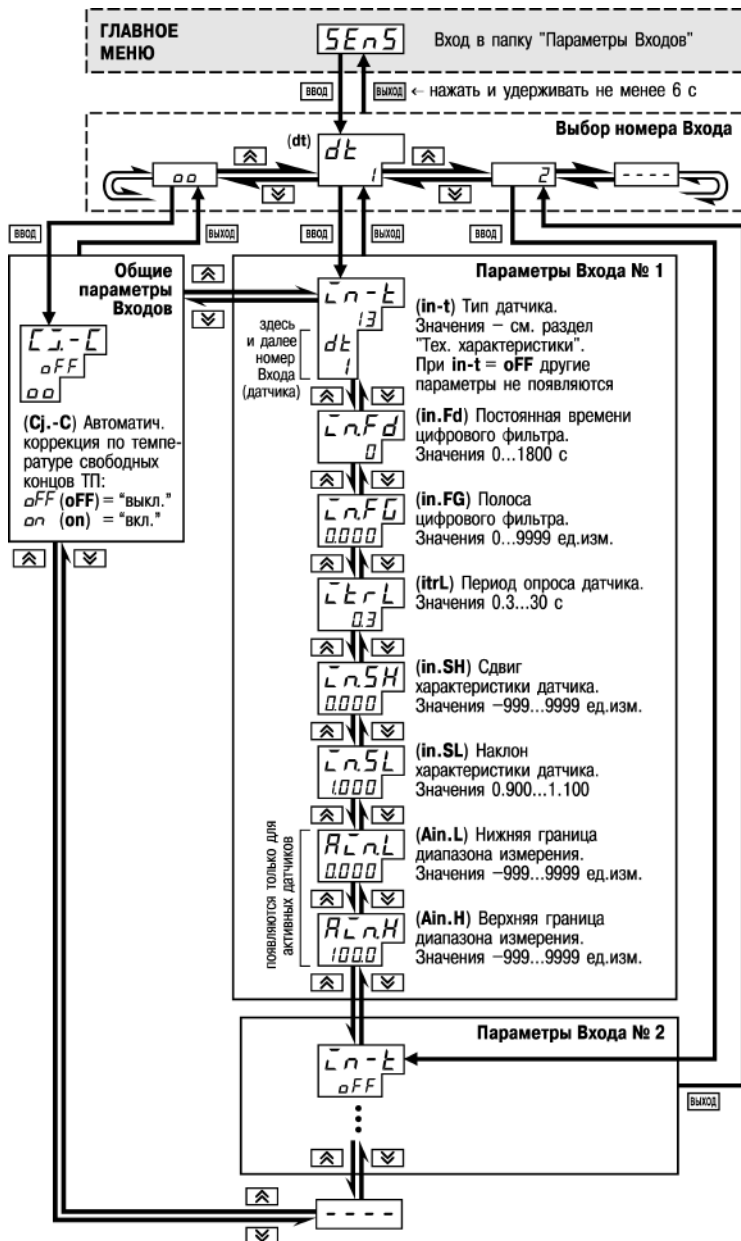 ГЛАВНОЕ
МЕНЮ
SEnS
Вход в папку "Параметры Входов"
ВВОД
ВЫХОД
← нажать и удерживать не менее 6 с
Выбор номера Входа
(dt)
dt
1
oo
2
- - - -
ВВОД
ВЫХОД
ВВОД
ВЫХОД
ВВОД
Общие
параметры
Входов
Cj.-C
oFF
oo
(Cj.-C) Автоматич.
коррекция по темпе-
ратуре свободных
концов ТП:
oFF (oFF) = “выкл.”
on (on) = “вкл.”
Параметры Входа № 1
in-t
13
dt
1
здесь
и далее
номер
Входа
(датчика)
(in-t) Тип датчика.
Значения – см. раздел
"Тех. характеристики".
При in-t = oFF другие
параметры не появляются
in.Fd
0
(in.Fd) Постоянная времени
цифрового фильтра.
Значения 0...1800 с
in.FG
0.000
(in.FG) Полоса
цифрового фильтра.
Значения 0...9999 ед.изм.
itrL
0.3
(itrL) Период опроса датчика.
Значения 0.3...30 с
in.SH
0.000
(in.SH) Сдвиг
характеристики датчика.
Значения –999...9999 ед.изм.
in.SL
1.000
(in.SL) Наклон
характеристики датчика.
Значения 0.900...1.100
появляются только для
активных датчиков
Ain.L
0.000
(Ain.L) Нижняя граница
диапазона измерения.
Значения –999...9999 ед.изм.
Ain.H
100.0
(Ain.H) Верхняя граница
диапазона измерения.
Значения –999...9999 ед.изм.
Параметры Входа № 2
in-t
oFF
ВЫХОД
- - - -